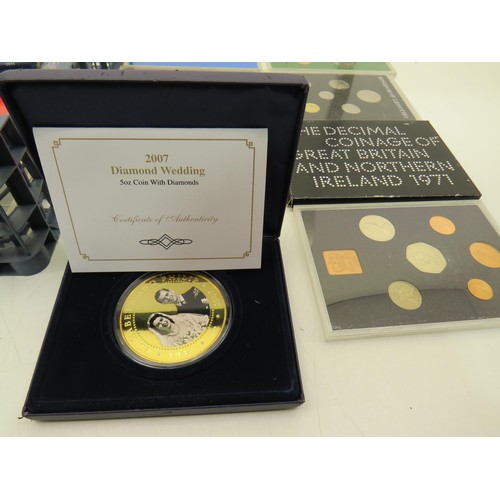 2007
Diamond Wedding
5oz Coin With Diamonds
Certificate of Authenticity
THE DECIMAL
COINAGE OF
GREAT BRITAIN
AND NORTHERN
IRELAND 1971